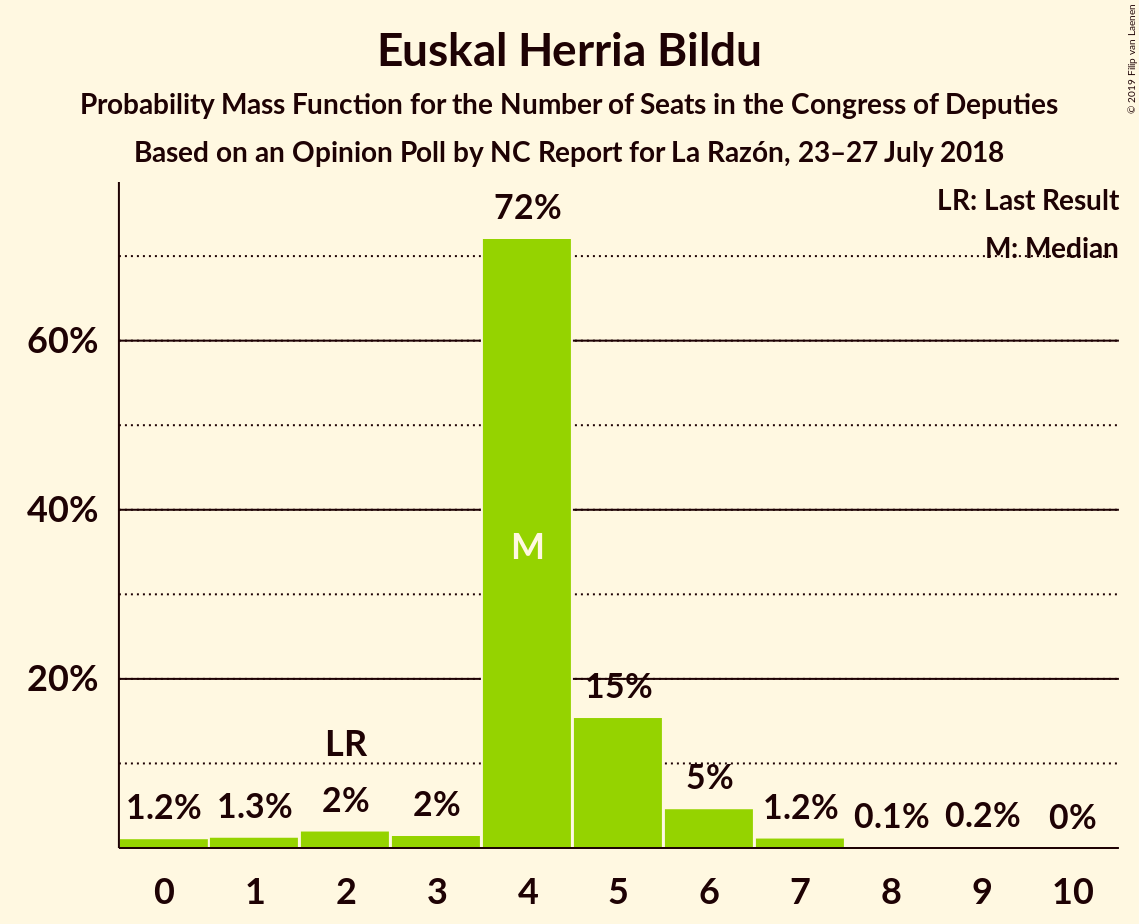 Euskal Herria Bildu
Probability Mass Function for the Number of Seats in the Congress of Deputies
Based on an Opinion Poll by NC Report for La Razón, 23–27 July 2018
© 2019 Filip van Laenen
LR: Last Result
M: Median
60%
40%
20%
1.2%
1.3%
LR
2%
2%
72%
M
15%
5%
1.2%
0.1%
0.2%
0%
0 1 2 3 4 5 6 7 8 9 10